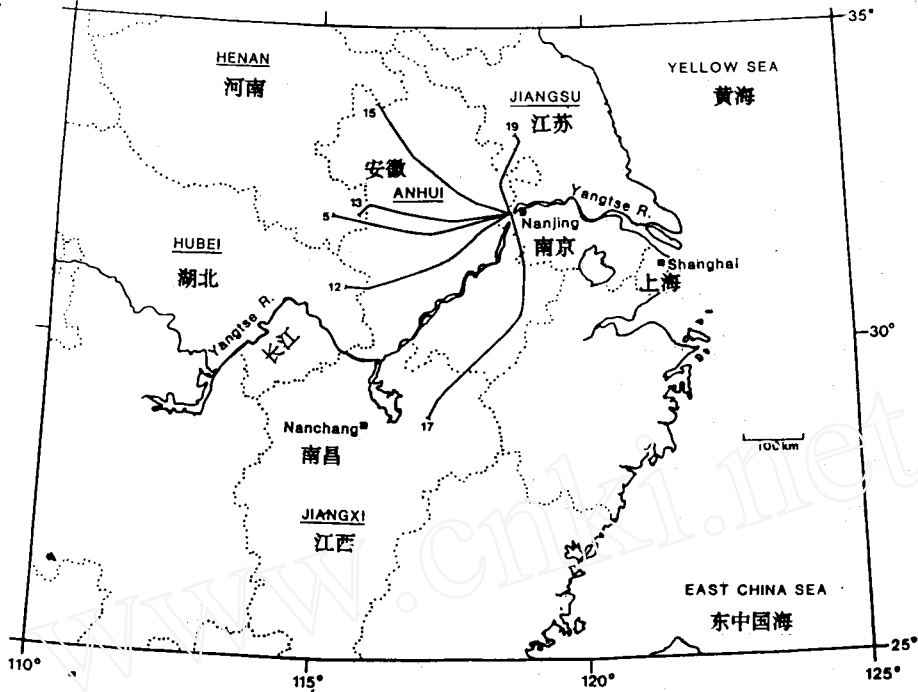 35°
HENAN
河南
YELLOW SEA
黄海
JIANGSU
江苏
15
19
安徽
ANHUI
13
5
Yangtse R.
Nanjing
南京
HUBEI
湖北
Shanghai
上海
12
Yangtse R.
长江
30°
17
Nanchang
南昌
100 km
JIANGXI
江西
EAST CHINA SEA
东中国海
25°
110°
115°
120°
125°
www.cnki.net